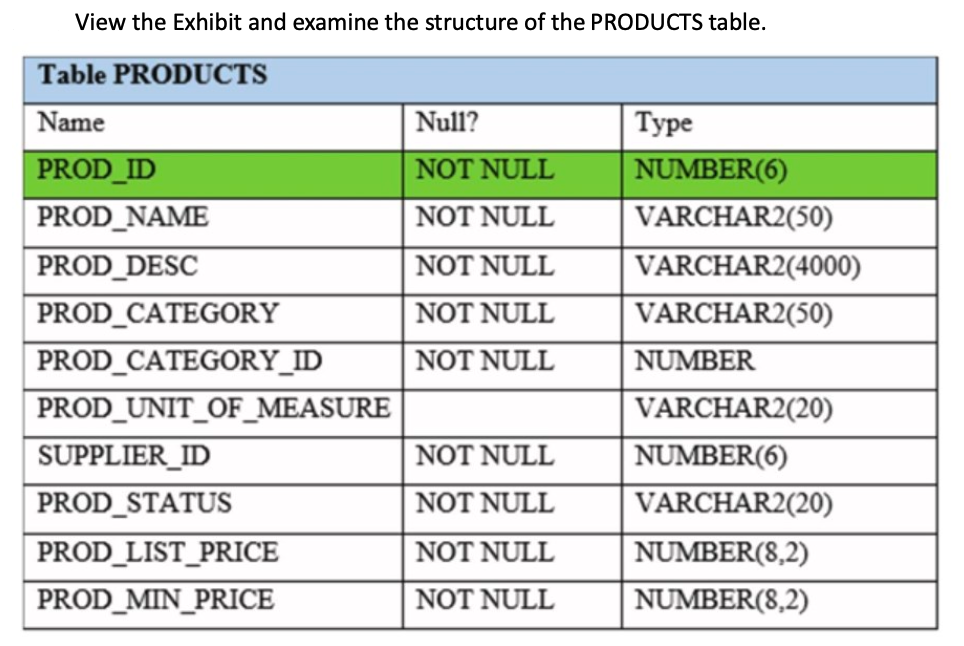 View the Exhibit and examine the structure of the PRODUCTS table.
Table PRODUCTS
Name Null? Type
PROD_ID NOT NULL NUMBER(6)
PROD_NAME NOT NULL VARCHAR2(50)
PROD_DESC NOT NULL VARCHAR2(4000)
PROD_CATEGORY NOT NULL VARCHAR2(50)
PROD_CATEGORY_ID NOT NULL NUMBER
PROD_UNIT_OF_MEASURE VARCHAR2(20)
SUPPLIER_ID NOT NULL NUMBER(6)
PROD_STATUS NOT NULL VARCHAR2(20)
PROD_LIST_PRICE NOT NULL NUMBER(8,2)
PROD_MIN_PRICE NOT NULL NUMBER(8,2)